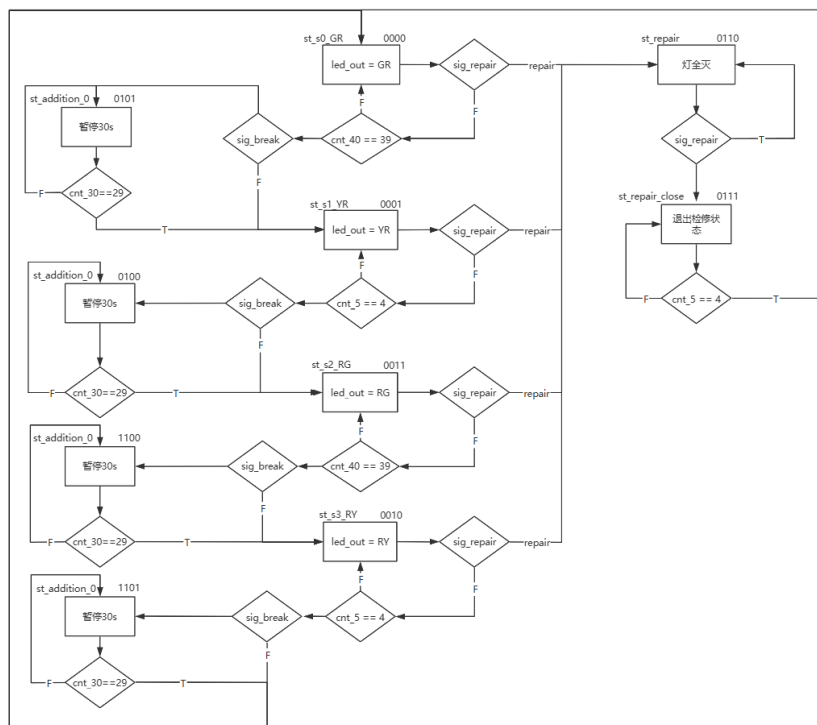 st_s0_GR
0000
led_out = GR
sig_repair
repair
F
F
cnt_40 == 39
sig_break
F
st_addition_0
0101
暂停30s
cnt_30==29
F
T
st_repair
0110
灯全灭
sig_repair
T
st_repair_close
0111
退出检修状
态
cnt_5 == 4
F
T
st_s1_YR
0001
led_out = YR
sig_repair
repair
F
F
cnt_5 == 4
sig_break
F
st_addition_0
0100
暂停30s
cnt_30==29
F
T
st_s2_RG
0011
led_out = RG
sig_repair
repair
F
F
cnt_40 == 39
sig_break
F
st_addition_0
1100
暂停30s
cnt_30==29
F
T
st_s3_RY
0010
led_out = RY
sig_repair
repair
F
F
cnt_5 == 4
sig_break
F
st_addition_0
1101
暂停30s
cnt_30==29
F
T